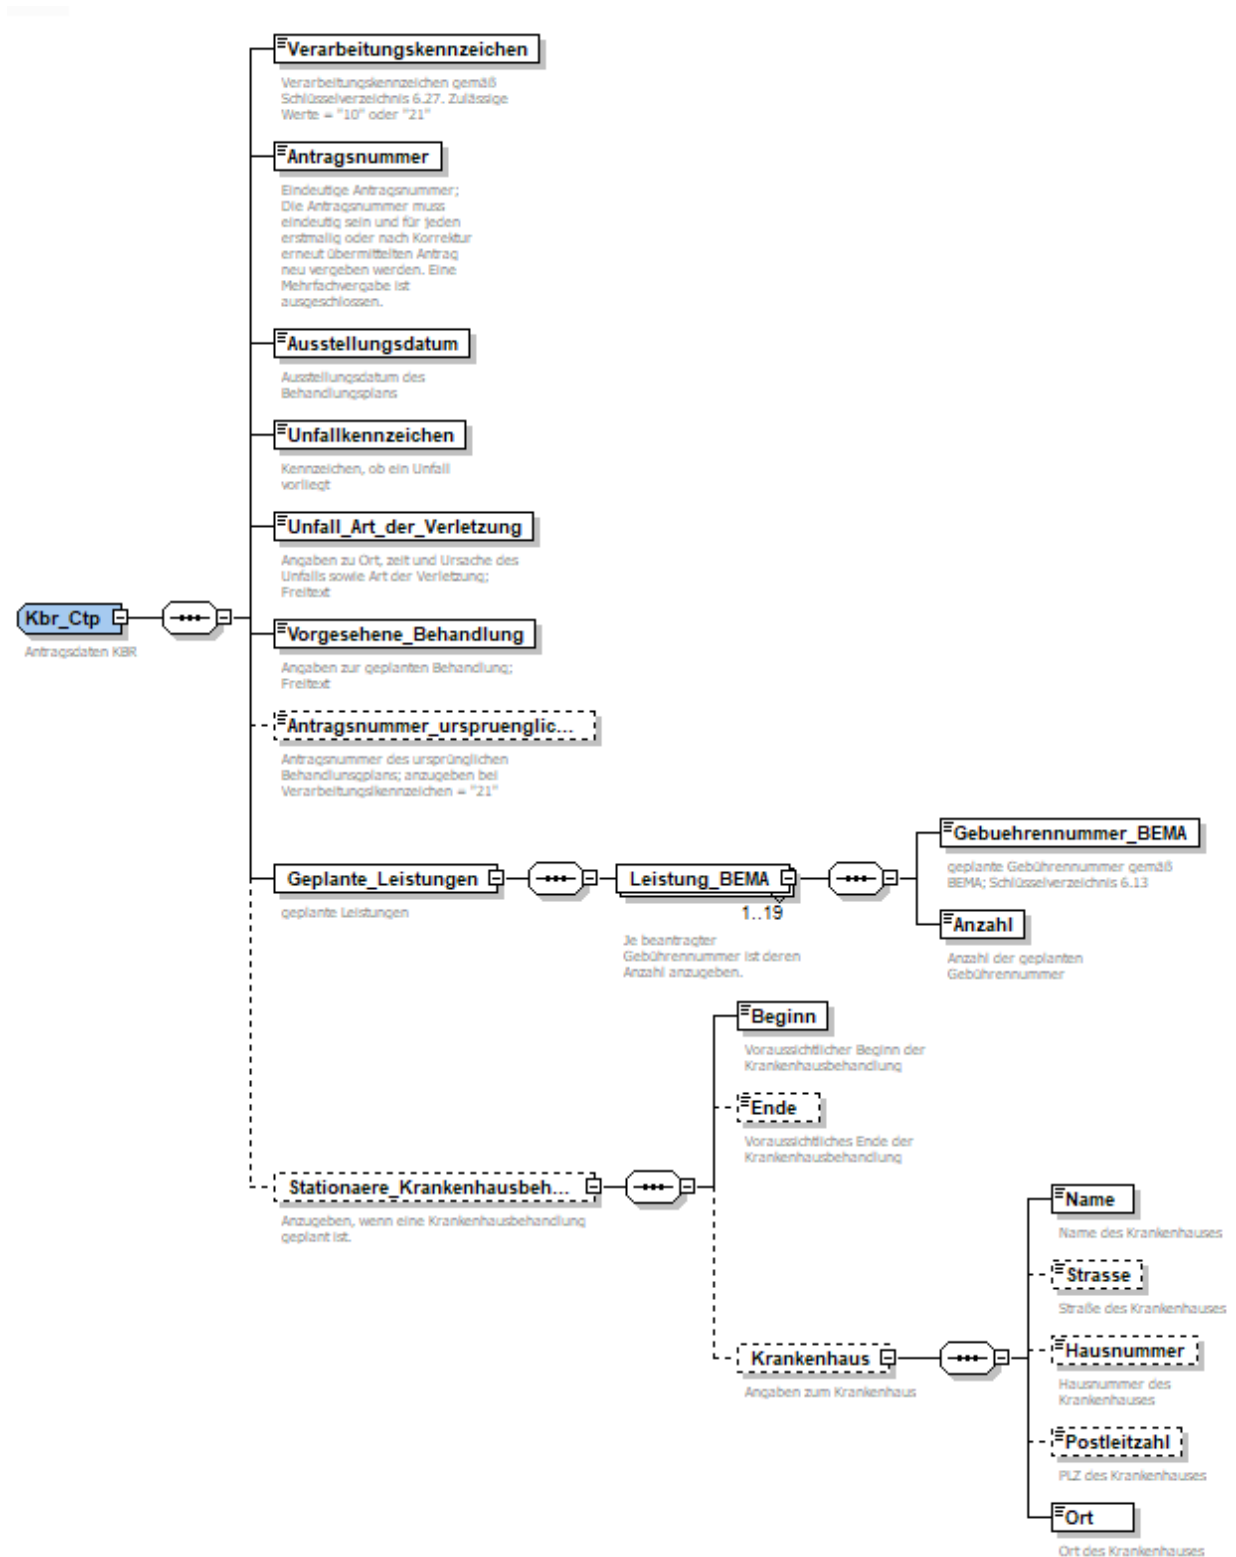 Verarbeitungskennzeichen
Verarbeitungskennzeichen gemäß
Schlüsselverzeichnis 6.27. Zulässige
Werte = "10" oder "21"
Antragsnummer
Eindeutige Antragsnummer;
Die Antragsnummer muss
eindeutig sein und für jeden
erstmalig oder nach Korrektur
erneut übermittelten Antrag
neu vergeben werden. Eine
Mehrfachvergabe ist
ausgeschlossen.
Ausstellungsdatum
Ausstellungsdatum des
Behandlungsplans
Unfallkennzeichen
Kennzeichen, ob ein Unfall
vorliegt
Unfall_Art_der_Verletzung
Angaben zu Ort, zeit und Ursache des
Unfalls sowie Art der Verletzung;
Freitext
Kbr_Ctp
Antragsdaten KBR
Vorgesehene_Behandlung
Angaben zur geplanten Behandlung;
Freitext
Antragsnummer_urspruenglic...
Antragsnummer des ursprünglichen
Behandlunsgplans; anzugeben bei
Verarbeitungslkennzeichen = "21"
Geplante_Leistungen
geplante Leistungen
Leistung_BEMA
1..19
Je beantragter
Gebührennummer ist deren
Anzahl anzugeben.
Gebuehrennummer_BEMA
geplante Gebührennummer gemäß
BEMA; Schlüsselverzeichnis 6.13
Anzahl
Anzahl der geplanten
Gebührennummer
Stationaere_Krankenhausbeh...
Anzugeben, wenn eine Krankenhausbehandlung
geplant ist.
Beginn
Voraussichtlicher Beginn der
Krankenhausbehandlung
Ende
Voraussichtliches Ende der
Krankenhausbehandlung
Krankenhaus
Angaben zum Krankenhaus
Name
Name des Krankenhauses
Strasse
Straße des Krankenhauses
Hausnummer
Hausnummer des
Krankenhauses
Postleitzahl
PLZ des Krankenhauses
Ort
Ort des Krankenhauses